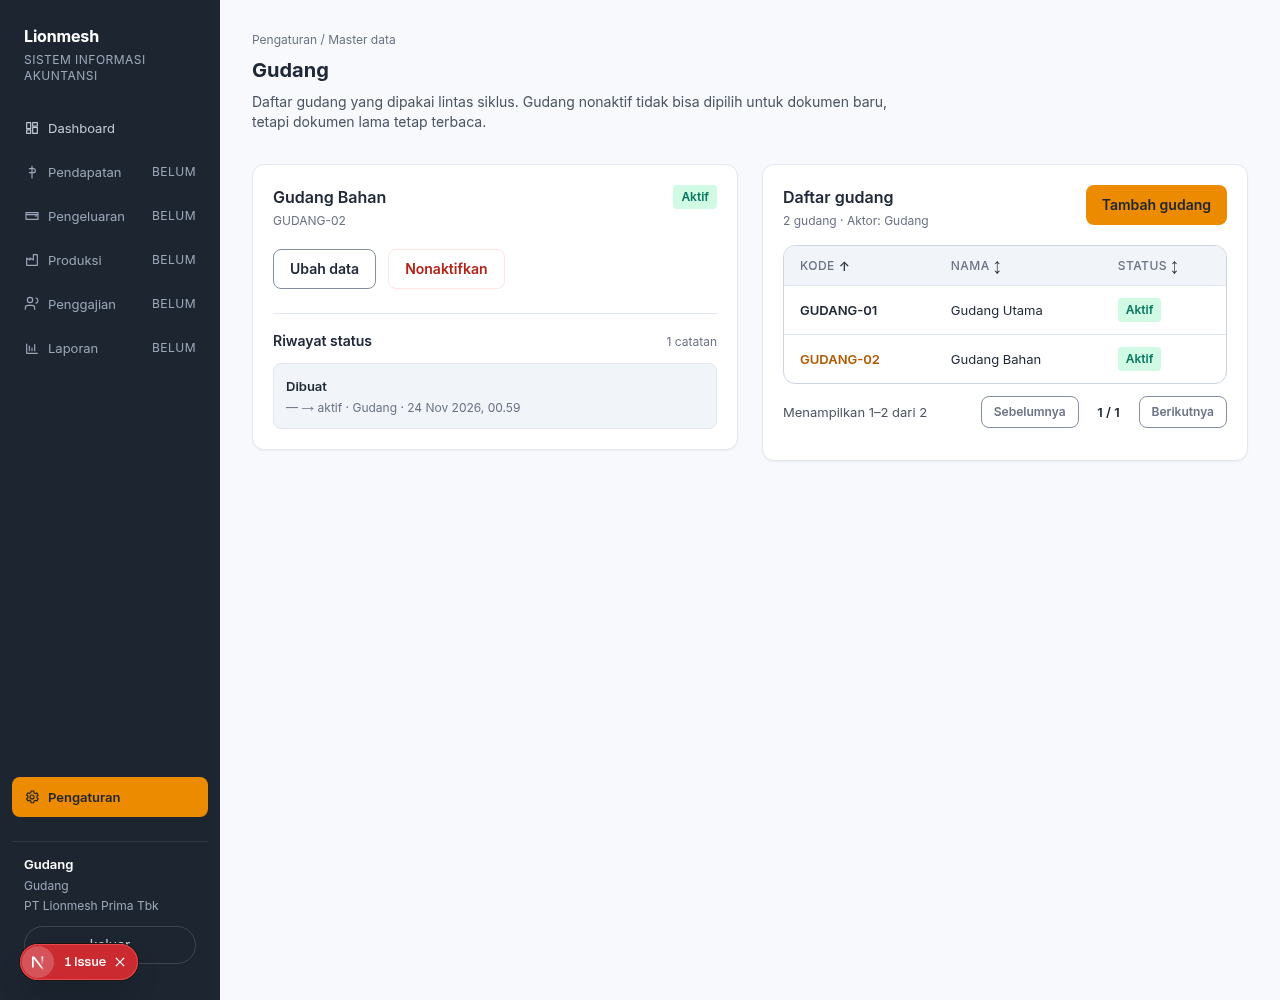 Lionmesh
SISTEM INFORMASI
AKUNTANSI
Dashboard
Pendapatan BELUM
Pengeluaran BELUM
Produksi BELUM
Penggajian BELUM
Laporan BELUM
Pengaturan
Gudang
Gudang
PT Lionmesh Prima Tbk
1 Issue
Pengaturan / Master data
Gudang
Daftar gudang yang dipakai lintas siklus. Gudang nonaktif tidak bisa dipilih untuk dokumen baru,
tetapi dokumen lama tetap terbaca.
Gudang Bahan Aktif
GUDANG-02
Ubah data Nonaktifkan
Riwayat status 1 catatan
Dibuat
— → aktif · Gudang · 24 Nov 2026, 00.59
Daftar gudang
2 gudang · Aktor: Gudang
Tambah gudang
KODE ↑ NAMA ↕ STATUS ↕
GUDANG-01 Gudang Utama Aktif
GUDANG-02 Gudang Bahan Aktif
Menampilkan 1–2 dari 2 Sebelumnya 1 / 1 Berikutnya